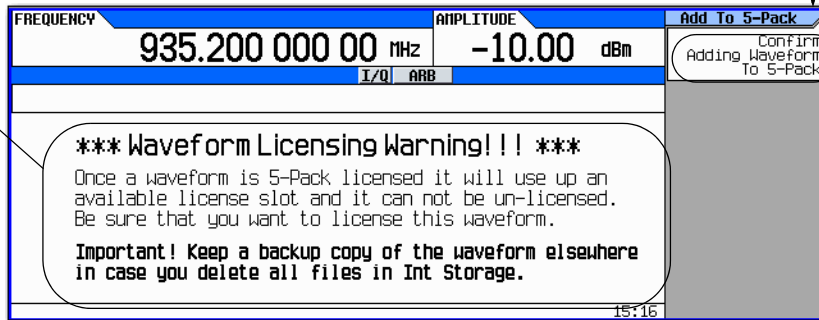 FREQUENCY
935.200 000 00 MHz
AMPLITUDE
-10.00 dBm
I/Q ARB
*** Waveform Licensing Warning!!! ***
Once a waveform is 5-Pack licensed it will use up an
available license slot and it can not be un-licensed.
Be sure that you want to license this waveform.
Important! Keep a backup copy of the waveform elsewhere
in case you delete all files in Int Storage.
15:16
Add To 5-Pack
Confirm
Adding Waveform
To 5-Pack